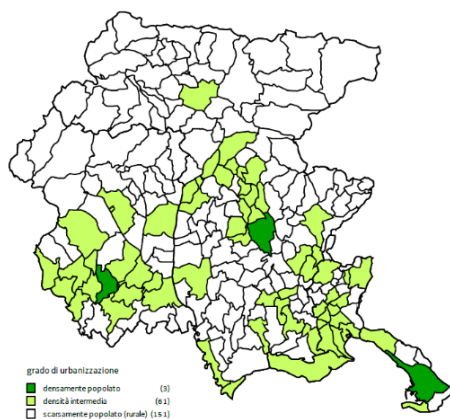 grado di urbanizzazione
densamente popolato (3)
densità intermedia (61)
scarsamente popolato (rurale) (151)